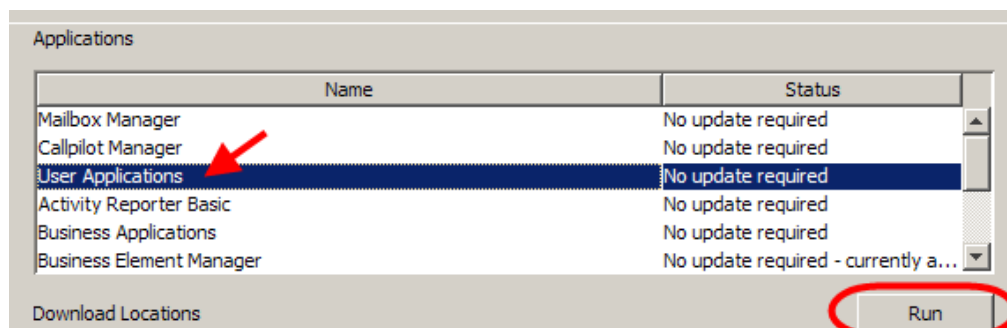 Applications
Name Status
Mailbox Manager No update required
Callpilot Manager No update required
User Applications No update required
Activity Reporter Basic No update required
Business Applications No update required
Business Element Manager No update required - currently a...
Download Locations Run